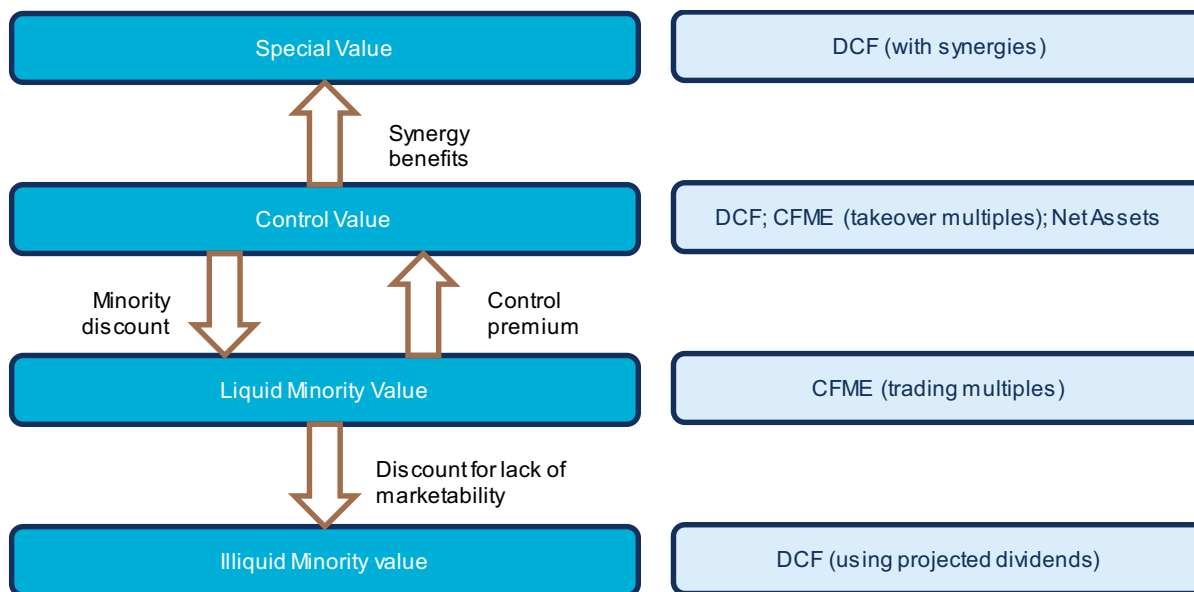 Special Value
DCF (with synergies)
Synergy
benefits
Control Value
DCF; CFME (takeover multiples); Net Assets
Minority
discount
Control
premium
Liquid Minority Value
CFME (trading multiples)
Discount for lack of
marketability
Illiquid Minority value
DCF (using projected dividends)